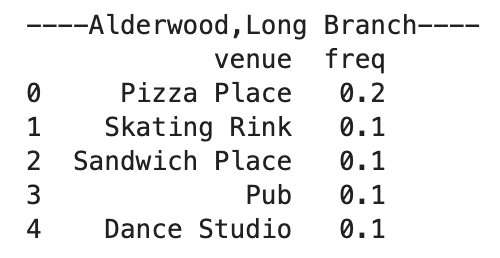 ----Alderwood,Long Branch----
venue freq
0 Pizza Place 0.2
1 Skating Rink 0.1
2 Sandwich Place 0.1
3 Pub 0.1
4 Dance Studio 0.1